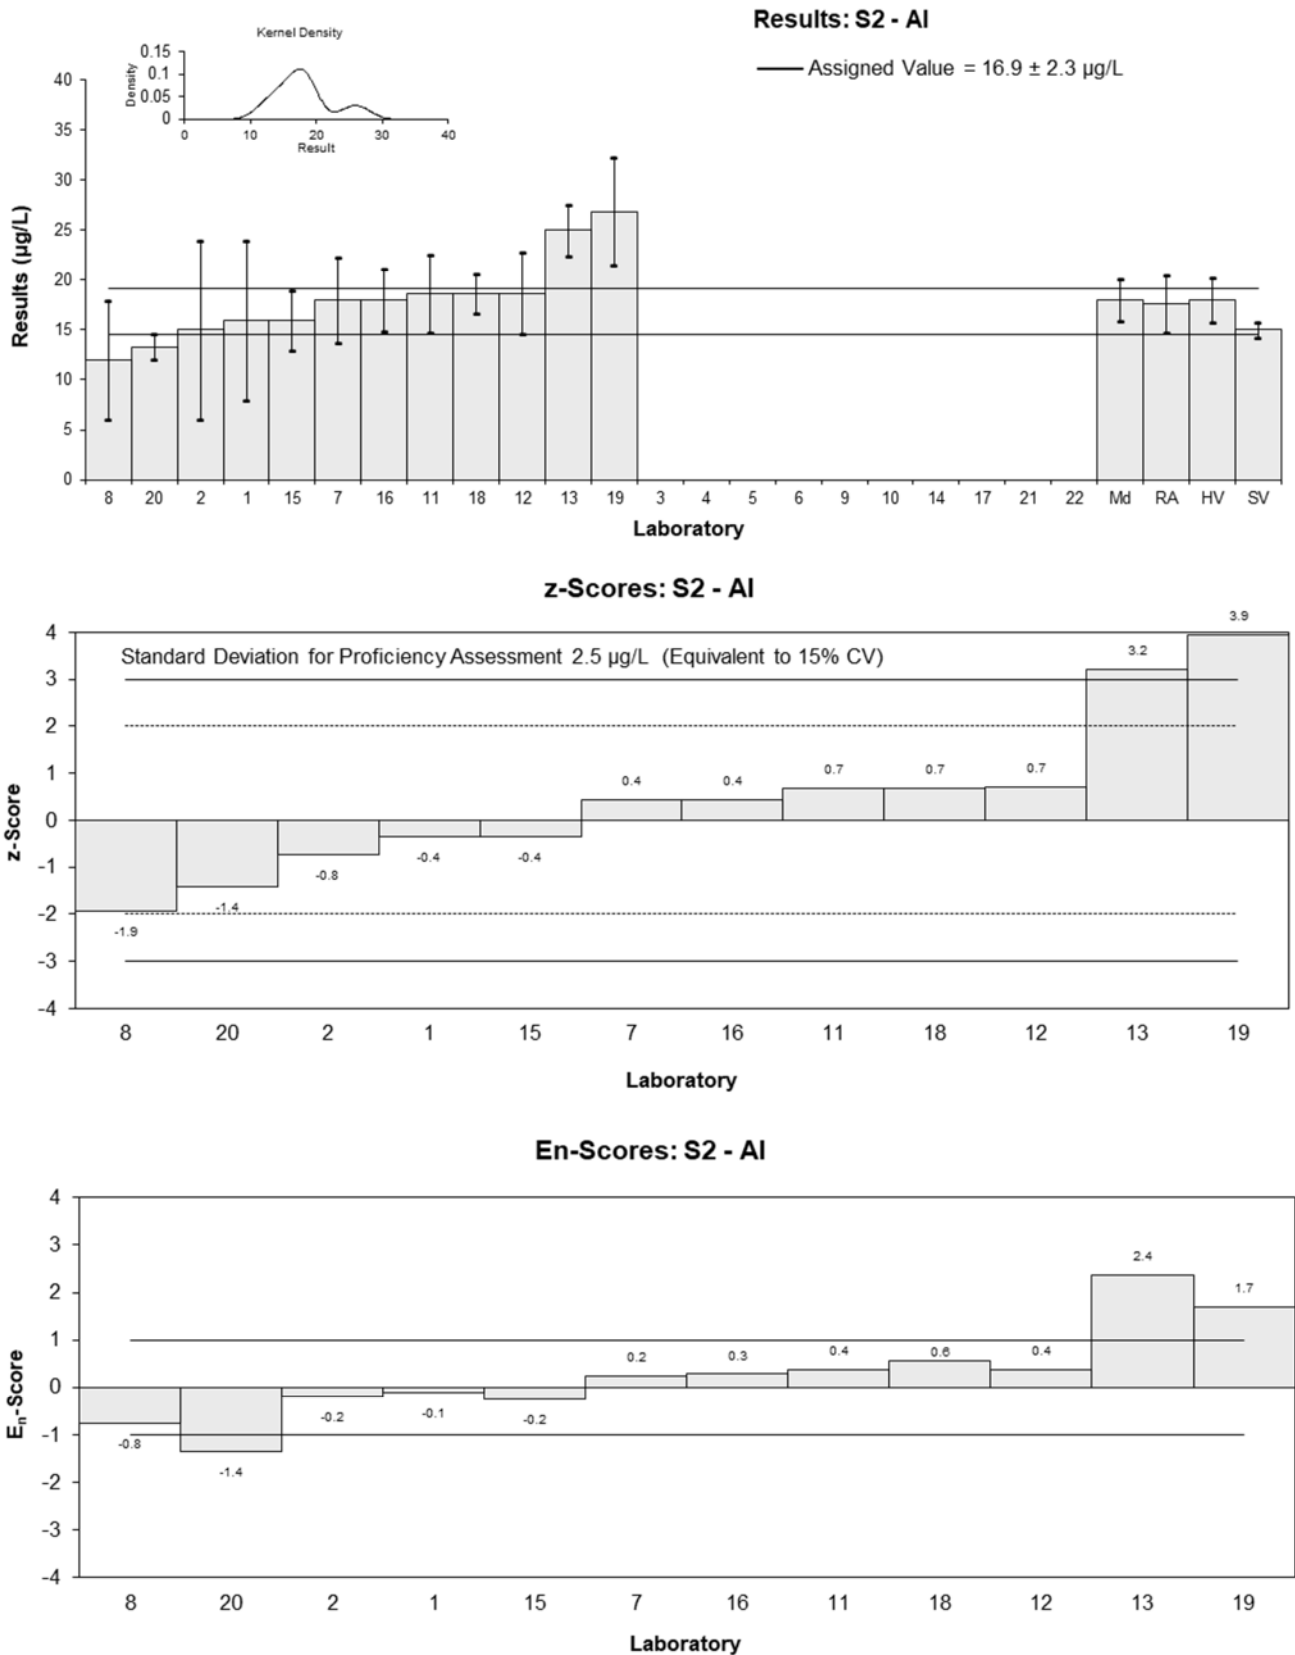 Results: S2 - Al
Kernel Density
Assigned Value = 16.9 ± 2.3 µg/L
Density
0.15
0.1
0.05
0
0 10 20 30 40
Result
Results (µg/L)
40
35
30
25
20
15
10
5
0
8 20 2 1 15 7 16 11 18 12 13 19 3 4 5 6 9 10 14 17 21 22 Md RA HV SV
Laboratory
z-Scores: S2 - Al
Standard Deviation for Proficiency Assessment 2.5 µg/L (Equivalent to 15% CV)
z-Score
4
3
2
1
0
-1
-2
-3
-4
-1.9 -1.4 -0.8 -0.4 -0.4 0.4 0.4 0.7 0.7 0.7 3.2 3.9
8 20 2 1 15 7 16 11 18 12 13 19
Laboratory
En-Scores: S2 - Al
En-Score
4
3
2
1
0
-1
-2
-3
-4
-0.8 -1.4 -0.2 -0.1 -0.2 0.2 0.3 0.4 0.6 0.4 2.4 1.7
8 20 2 1 15 7 16 11 18 12 13 19
Laboratory